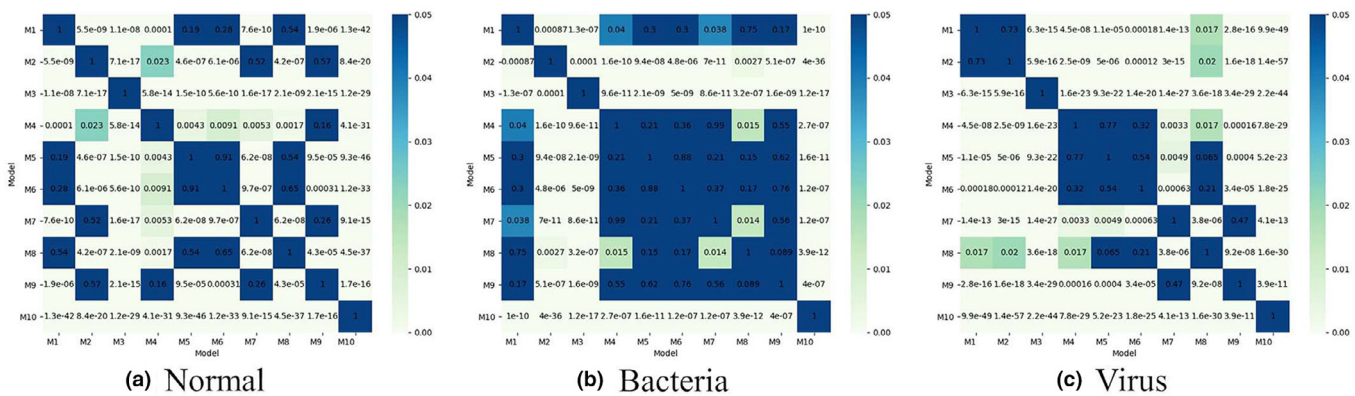 M1 1 5.5e-09 1.1e-08 0.0001 0.19 0.28 7.6e-10 0.54 1.9e-06 1.3e-42
M2 -5.5e-09 1 7.1e-17 0.023 4.6e-07 6.1e-06 0.52 4.2e-07 0.57 8.4e-20
M3 -1.1e-08 7.1e-17 1 5.8e-14 1.5e-10 5.6e-10 1.6e-17 2.1e-09 2.1e-15 1.2e-29
M4 0.0001 0.023 5.8e-14 1 0.0043 0.0091 0.0053 0.0017 0.16 4.1e-31
M5 0.19 4.6e-07 1.5e-10 0.0043 1 0.91 6.2e-08 0.54 9.5e-05 9.3e-46
M6 0.28 6.1e-06 5.6e-10 0.0091 0.91 1 9.7e-07 0.65 0.00031 1.2e-33
M7 -7.6e-10 0.52 1.6e-17 0.0053 6.2e-08 9.7e-07 1 6.2e-08 0.26 9.1e-15
M8 0.54 4.2e-07 2.1e-09 0.0017 0.54 0.65 6.2e-08 1 4.3e-05 4.5e-37
M9 -1.9e-06 0.57 2.1e-15 0.16 9.5e-05 0.00031 0.26 4.3e-05 1 1.7e-16
M10 -1.3e-42 8.4e-20 1.2e-29 4.1e-31 9.3e-46 1.2e-33 9.1e-15 4.5e-37 1.7e-16 1
M1 M2 M3 M4 M5 M6 M7 M8 M9 M10
Model
Model
0.05
0.04
0.03
0.02
0.01
0.00
(a) Normal
M1 1 0.00087 1.3e-07 0.04 0.3 0.3 0.038 0.75 0.17 1e-10
M2 -0.00087 1 0.0001 1.6e-10 9.4e-08 4.8e-06 7e-11 0.0027 5.1e-07 4e-36
M3 -1.3e-07 0.0001 1 9.6e-11 2.1e-09 5e-09 8.6e-11 3.2e-07 1.6e-09 1.2e-17
M4 0.04 1.6e-10 9.6e-11 1 0.21 0.36 0.99 0.015 0.55 2.7e-07
M5 0.3 9.4e-08 2.1e-09 0.21 1 0.88 0.21 0.15 0.62 1.6e-11
M6 0.3 4.8e-06 5e-09 0.36 0.88 1 0.37 0.17 0.76 1.2e-07
M7 0.038 7e-11 8.6e-11 0.99 0.21 0.37 1 0.014 0.56 1.2e-07
M8 0.75 0.0027 3.2e-07 0.015 0.15 0.17 0.014 1 0.089 3.9e-12
M9 0.17 5.1e-07 1.6e-09 0.55 0.62 0.76 0.56 0.089 1 4e-07
M10 1e-10 4e-36 1.2e-17 2.7e-07 1.6e-11 1.2e-07 1.2e-07 3.9e-12 4e-07 1
M1 M2 M3 M4 M5 M6 M7 M8 M9 M10
Model
Model
0.05
0.04
0.03
0.02
0.01
0.00
(b) Bacteria
M1 1 0.73 6.3e-15 4.5e-08 1.1e-05 0.00018 1.4e-13 0.017 2.8e-16 9.9e-49
M2 0.73 1 5.9e-16 2.5e-09 5e-06 0.00012 3e-15 0.02 1.6e-18 1.4e-57
M3 -6.3e-15 5.9e-16 1 1.6e-23 9.3e-22 1.4e-20 1.4e-27 3.6e-18 3.4e-29 2.2e-44
M4 -4.5e-08 2.5e-09 1.6e-23 1 0.77 0.32 0.0033 0.017 0.00016 7.8e-29
M5 -1.1e-05 5e-06 9.3e-22 0.77 1 0.54 0.0049 0.065 0.0004 5.2e-23
M6 -0.00018 0.00012 1.4e-20 0.32 0.54 1 0.00063 0.21 3.4e-05 1.8e-25
M7 -1.4e-13 3e-15 1.4e-27 0.0033 0.0049 0.00063 1 3.8e-06 0.47 4.1e-13
M8 0.017 0.02 3.6e-18 0.017 0.065 0.21 3.8e-06 1 9.2e-08 1.6e-30
M9 -2.8e-16 1.6e-18 3.4e-29 0.00016 0.0004 3.4e-05 0.47 9.2e-08 1 3.9e-11
M10 -9.9e-49 1.4e-57 2.2e-44 7.8e-29 5.2e-23 1.8e-25 4.1e-13 1.6e-30 3.9e-11 1
M1 M2 M3 M4 M5 M6 M7 M8 M9 M10
Model
Model
0.05
0.04
0.03
0.02
0.01
0.00
(c) Virus